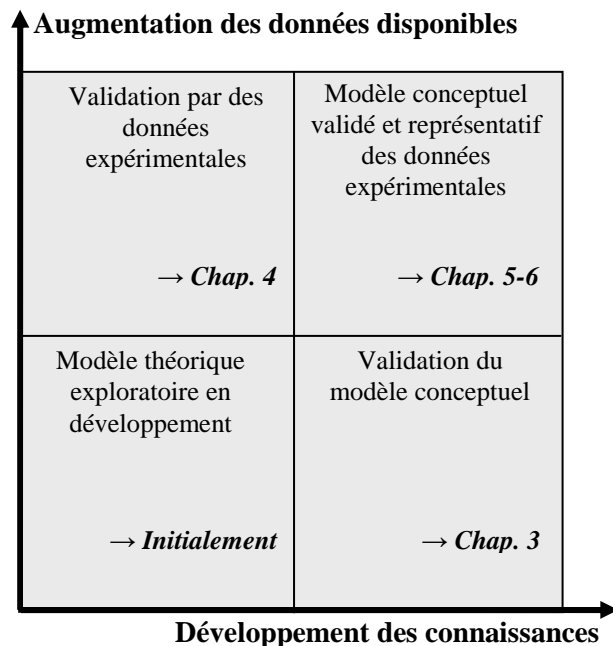 Augmentation des données disponibles
Validation par des
données
expérimentales
→ Chap. 4
Modèle conceptuel
validé et représentatif
des données
expérimentales
→ Chap. 5-6
Modèle théorique
exploratoire en
développement
→ Initialement
Validation du
modèle conceptuel
→ Chap. 3
Développement des connaissances